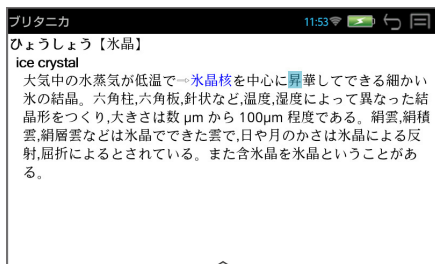 ブリタニカ 11:53
ひょうしょう【氷晶】
ice crystal
大気中の水蒸気が低温で⇨氷晶核を中心に昇華してできる細かい
氷の結晶。六角柱,六角板,針状など,温度,湿度によって異なった結
晶形をつくり,大きさは数 μm から 100μm 程度である。絹雲,絹積
雲,絹層雲などは氷晶でできた雲で,日や月のかさは氷晶による反
射,屈折によるとされている。また含氷晶を氷晶ということがあ
る。